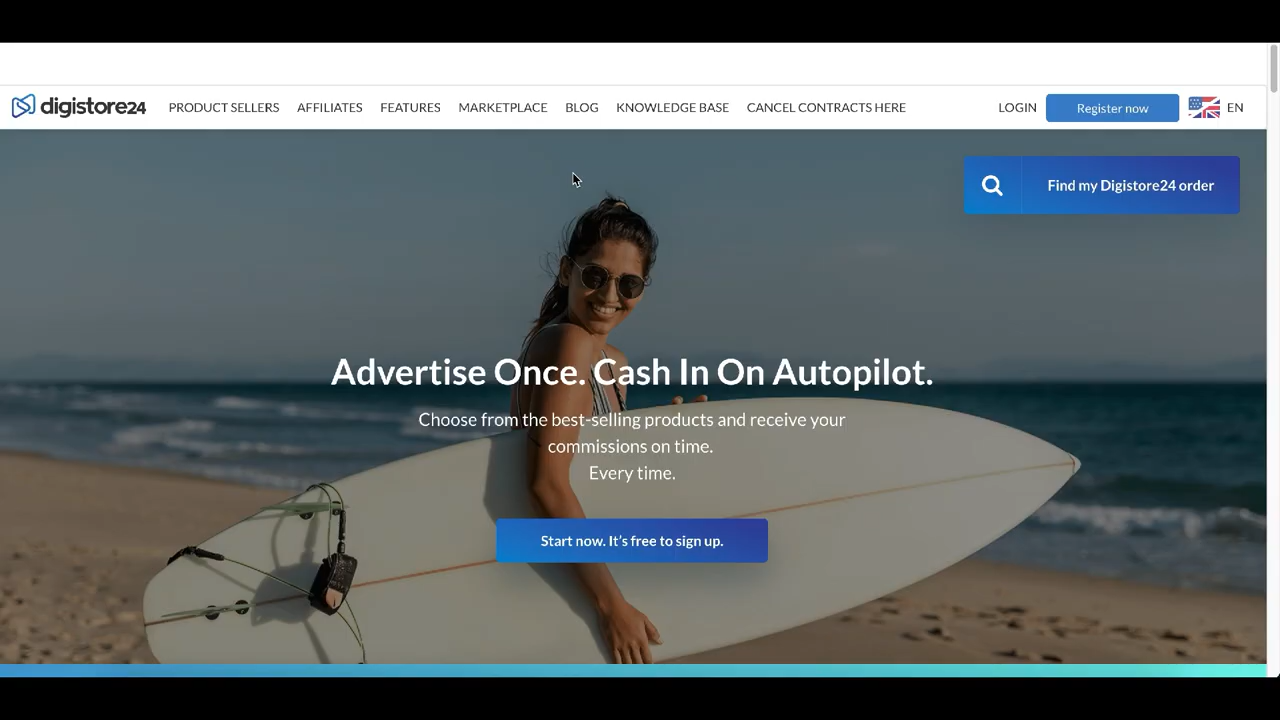 digistore24 PRODUCT SELLERS AFFILIATES FEATURES MARKETPLACE BLOG KNOWLEDGE BASE CANCEL CONTRACTS HERE LOGIN Register now EN
Find my Digistore24 order
Advertise Once. Cash In On Autopilot.
Choose from the best-selling products and receive your
commissions on time.
Every time.
Start now. It’s free to sign up.